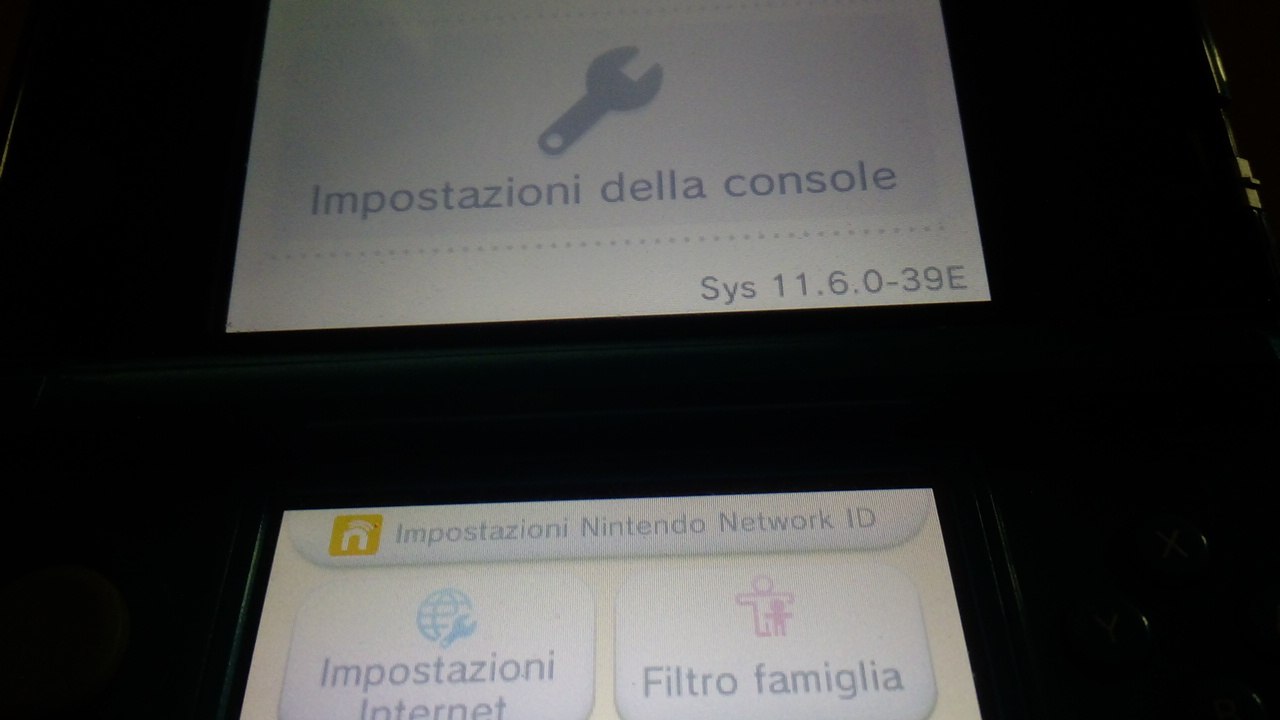 Impostazioni della console
Sys 11.6.0-39E
Impostazioni Nintendo Network ID
Impostazioni
Internet
Filtro famiglia
X
Y